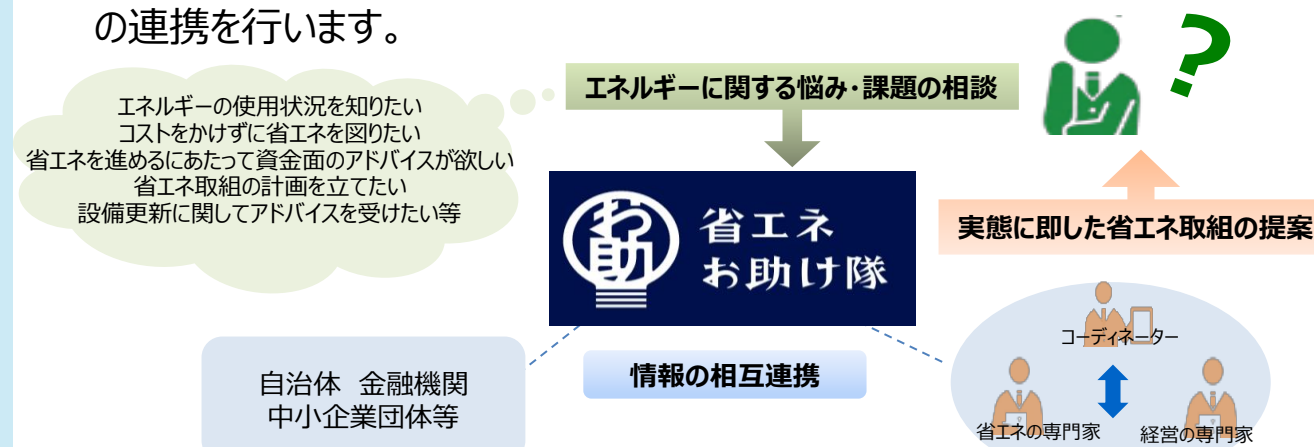 の連携を行います。
エネルギーに関する悩み・課題の相談
?
エネルギーの使用状況を知りたい
コストをかけずに省エネを図りたい
省エネを進めるにあたって資金面のアドバイスが欲しい
省エネ取組の計画を立てたい
設備更新に関してアドバイスを受けたい等
お助
省エネ
お助け隊
実態に即した省エネ取組の提案
コーディネーター
情報の相互連携
自治体 金融機関
中小企業団体等
省エネの専門家
経営の専門家